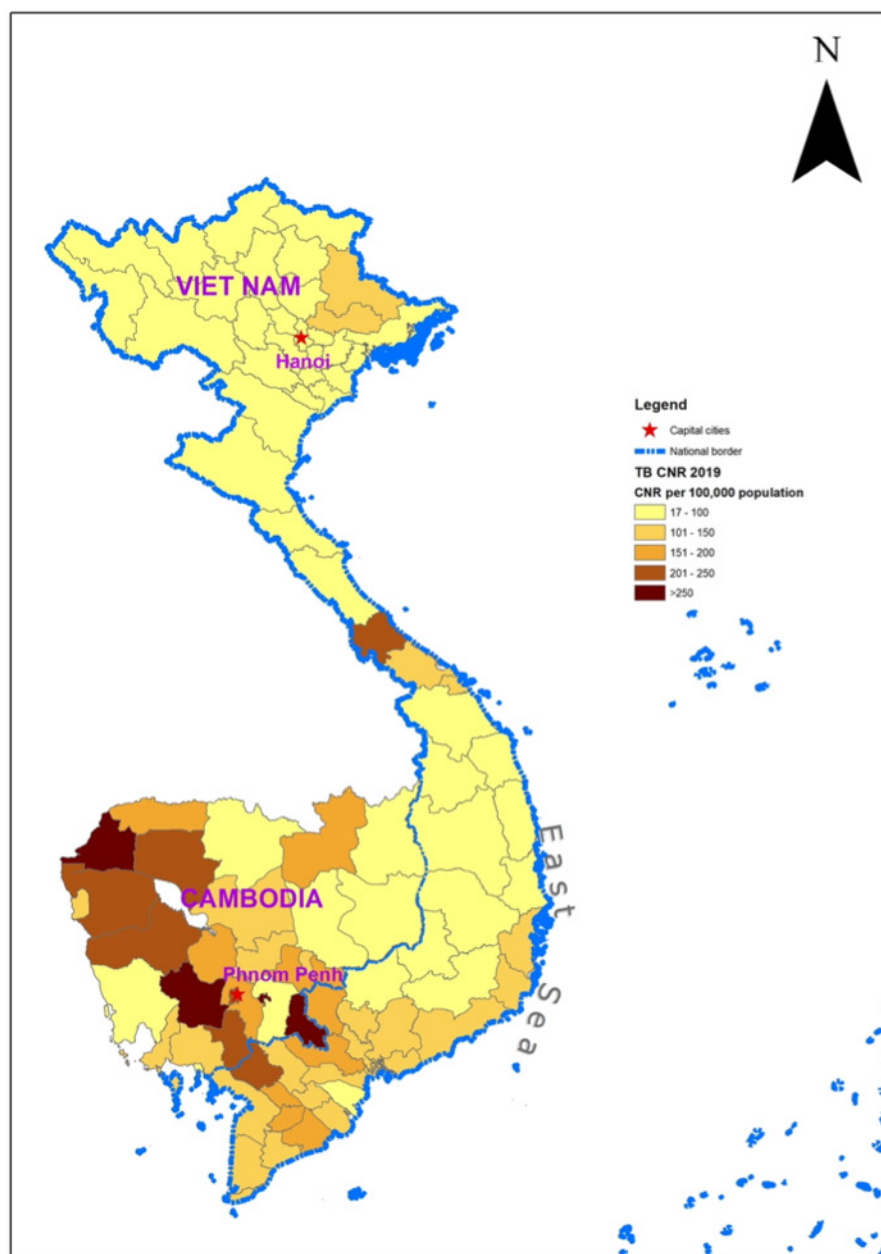 N
VIET NAM
Hanoi
Legend
Capital cities
National border
TB CNR 2019
CNR per 100,000 population
17 - 100
101 - 150
151 - 200
201 - 250
>250
East Sea
CAMBODIA
Phnom Penh